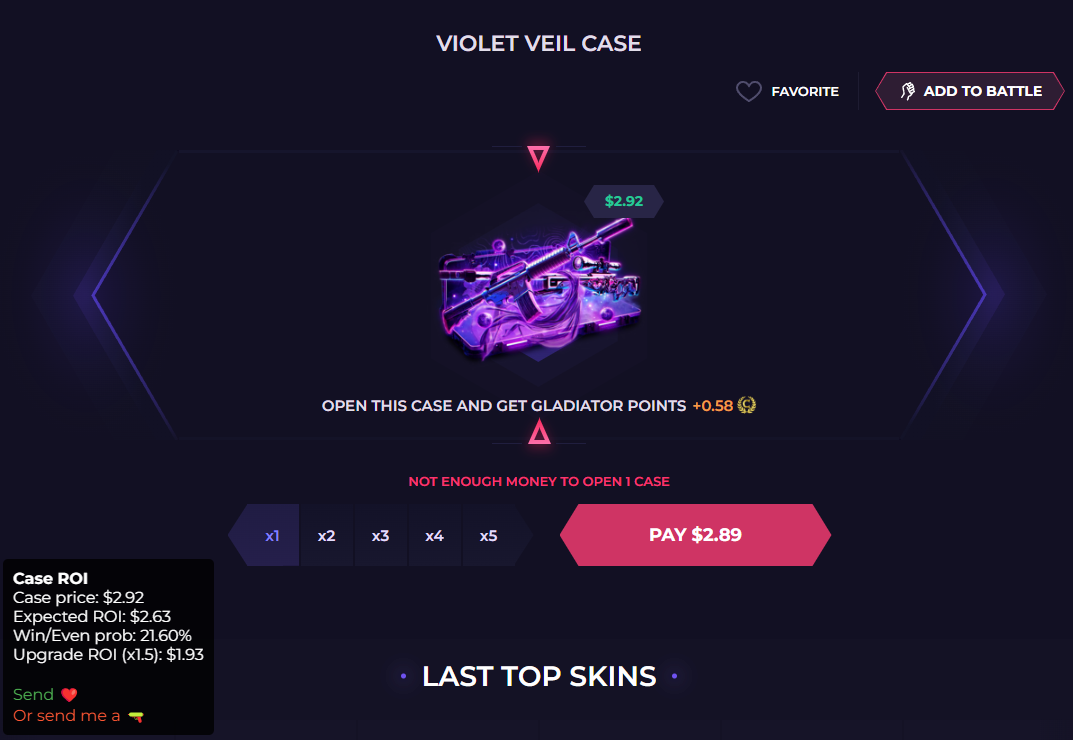 VIOLET VEIL CASE
FAVORITE
ADD TO BATTLE
$2.92
OPEN THIS CASE AND GET GLADIATOR POINTS +0.58
NOT ENOUGH MONEY TO OPEN 1 CASE
x1 x2 x3 x4 x5
PAY $2.89
Case ROI
Case price: $2.92
Expected ROI: $2.63
Win/Even prob: 21.60%
Upgrade ROI (x1.5): $1.93
Send ❤️
Or send me a 🔫
LAST TOP SKINS